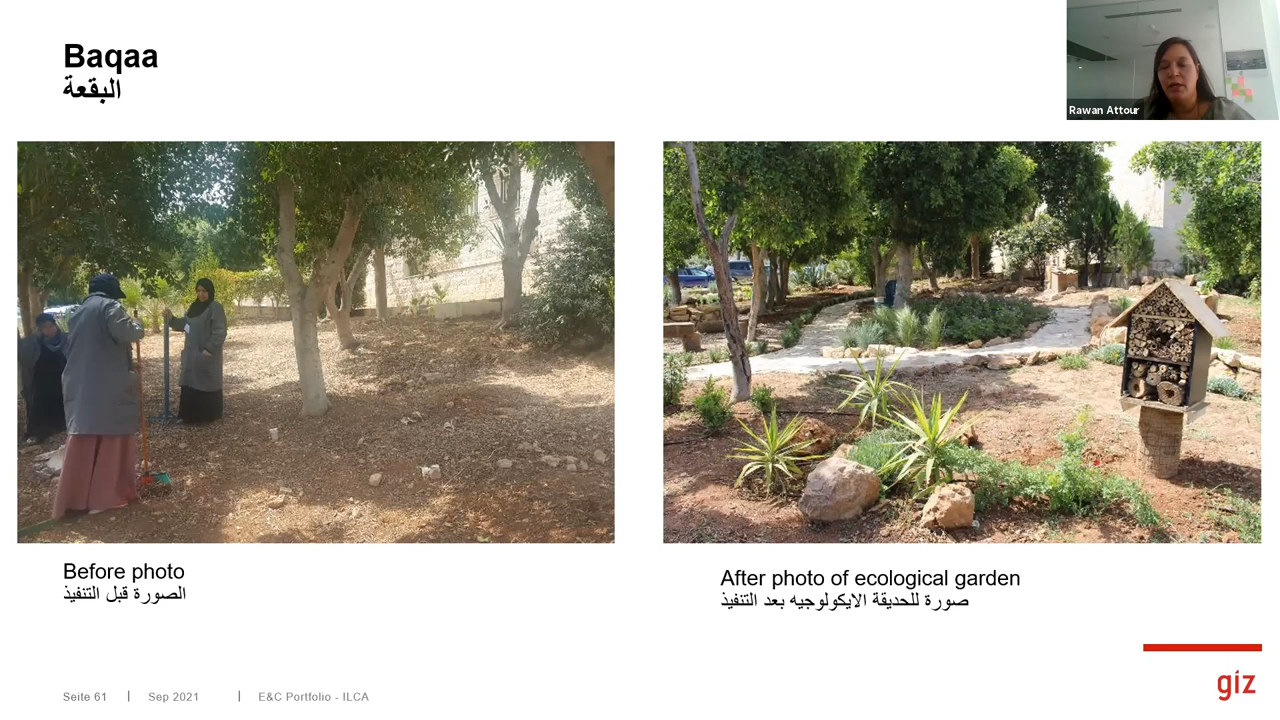 Baqaa
البقعة
Rawan Attour
Before photo
الصورة قبل التنفيذ
After photo of ecological garden
صورة للحديقة الايكولوجيه بعد التنفيذ
Seite 61 | Sep 2021 | E&C Portfolio - ILCA
giz